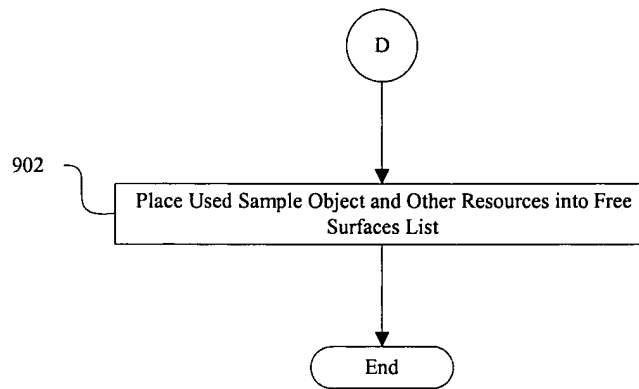 D
902
Place Used Sample Object and Other Resources into Free
Surfaces List
End